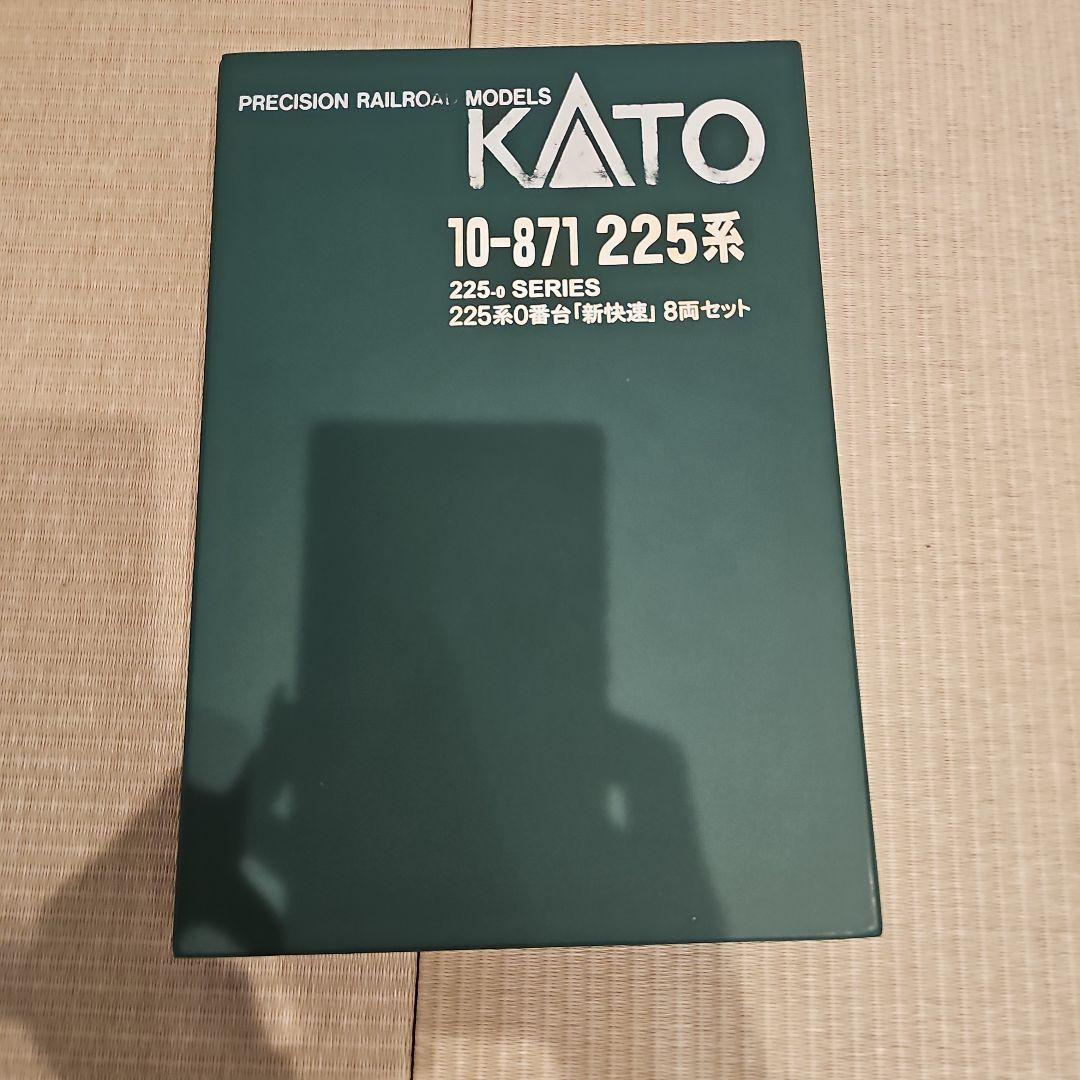 PRECISION RAILROAD MODELS
KATO
10-871 225系
225-0 SERIES
225系0番台「新快速」8両セット